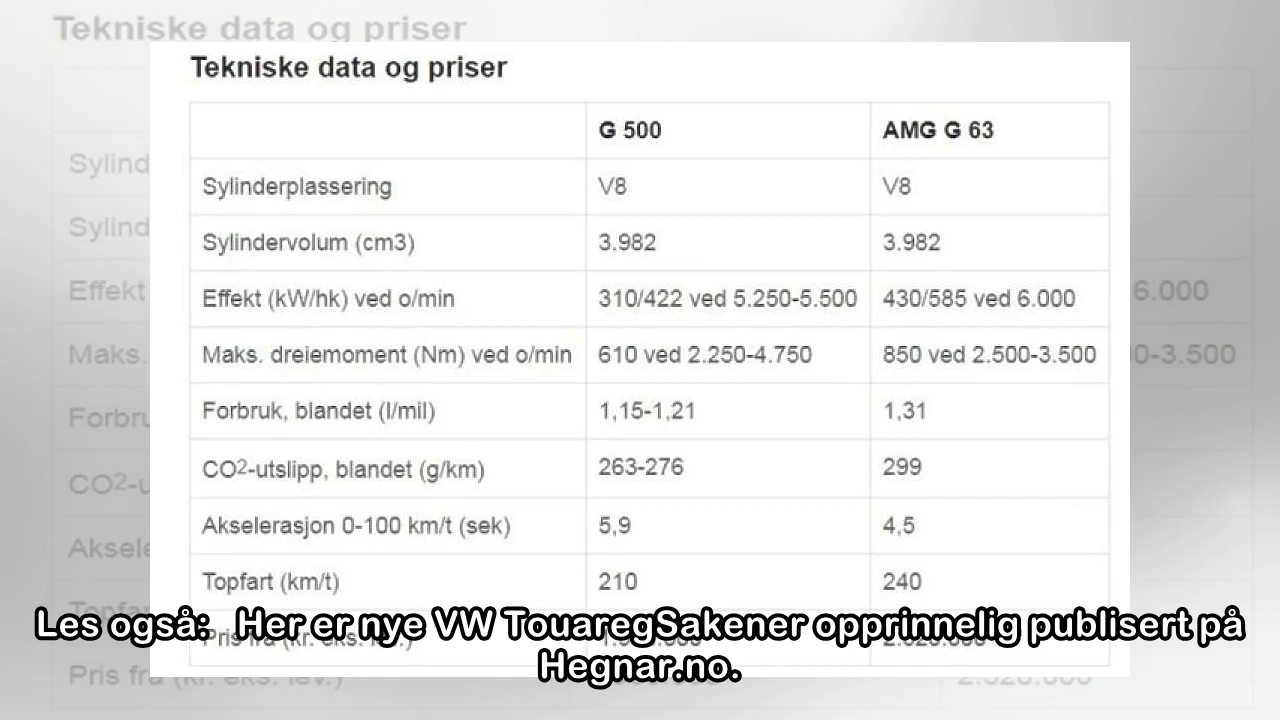 Tekniske data og priser
Tekniske data og priser
G 500 AMG G 63
Sylinderplassering V8 V8
Sylindervolum (cm3) 3.982 3.982
Effekt (kW/hk) ved o/min 310/422 ved 5.250-5.500 430/585 ved 6.000
Maks. dreiemoment (Nm) ved o/min 610 ved 2.250-4.750 850 ved 2.500-3.500
Forbruk, blandet (l/mil) 1,15-1,21 1,31
CO2-utslipp, blandet (g/km) 263-276 299
Akselerasjon 0-100 km/t (sek) 5,9 4,5
Topfart (km/t) 210 240
Les også: Her er nye VW TouaregSakener opprinnelig publisert på
Hegnar.no.
Pris fra (kr. eks. lev.)